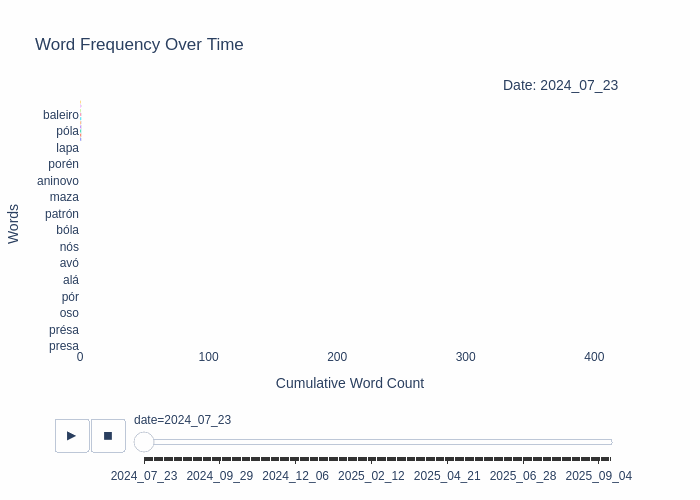 Word Frequency Over Time
Date: 2024_07_23
baleiro
póla
lapa
porén
aninovo
maza
patrón
bóla
nós
avó
alá
pór
oso
présa
presa
Words
0 100 200 300 400
Cumulative Word Count
date=2024_07_23
2024_07_23 2024_09_29 2024_12_06 2025_02_12 2025_04_21 2025_06_28 2025_09_04